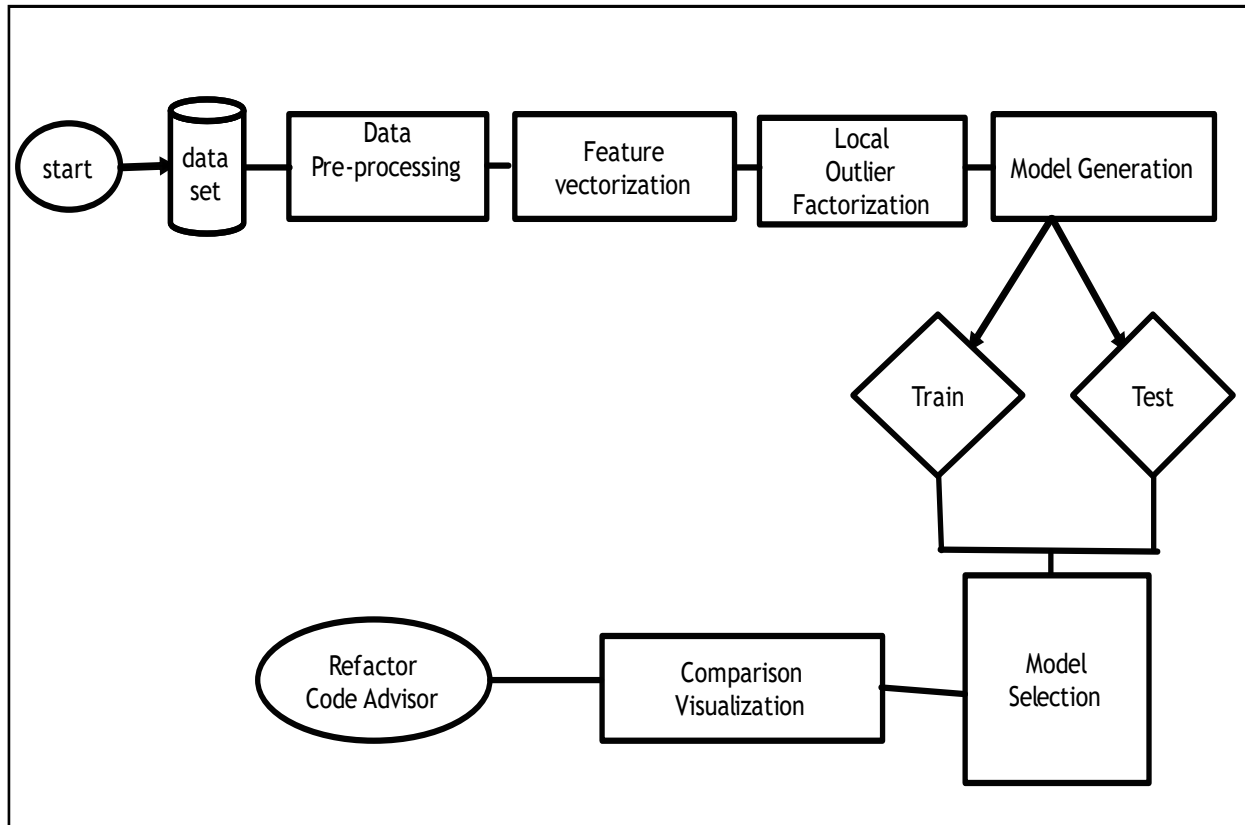 start
data
set
Data
Pre-processing
Feature
vectorization
Local
Outlier
Factorization
Model Generation
Train
Test
Model
Selection
Comparison
Visualization
Refactor
Code Advisor